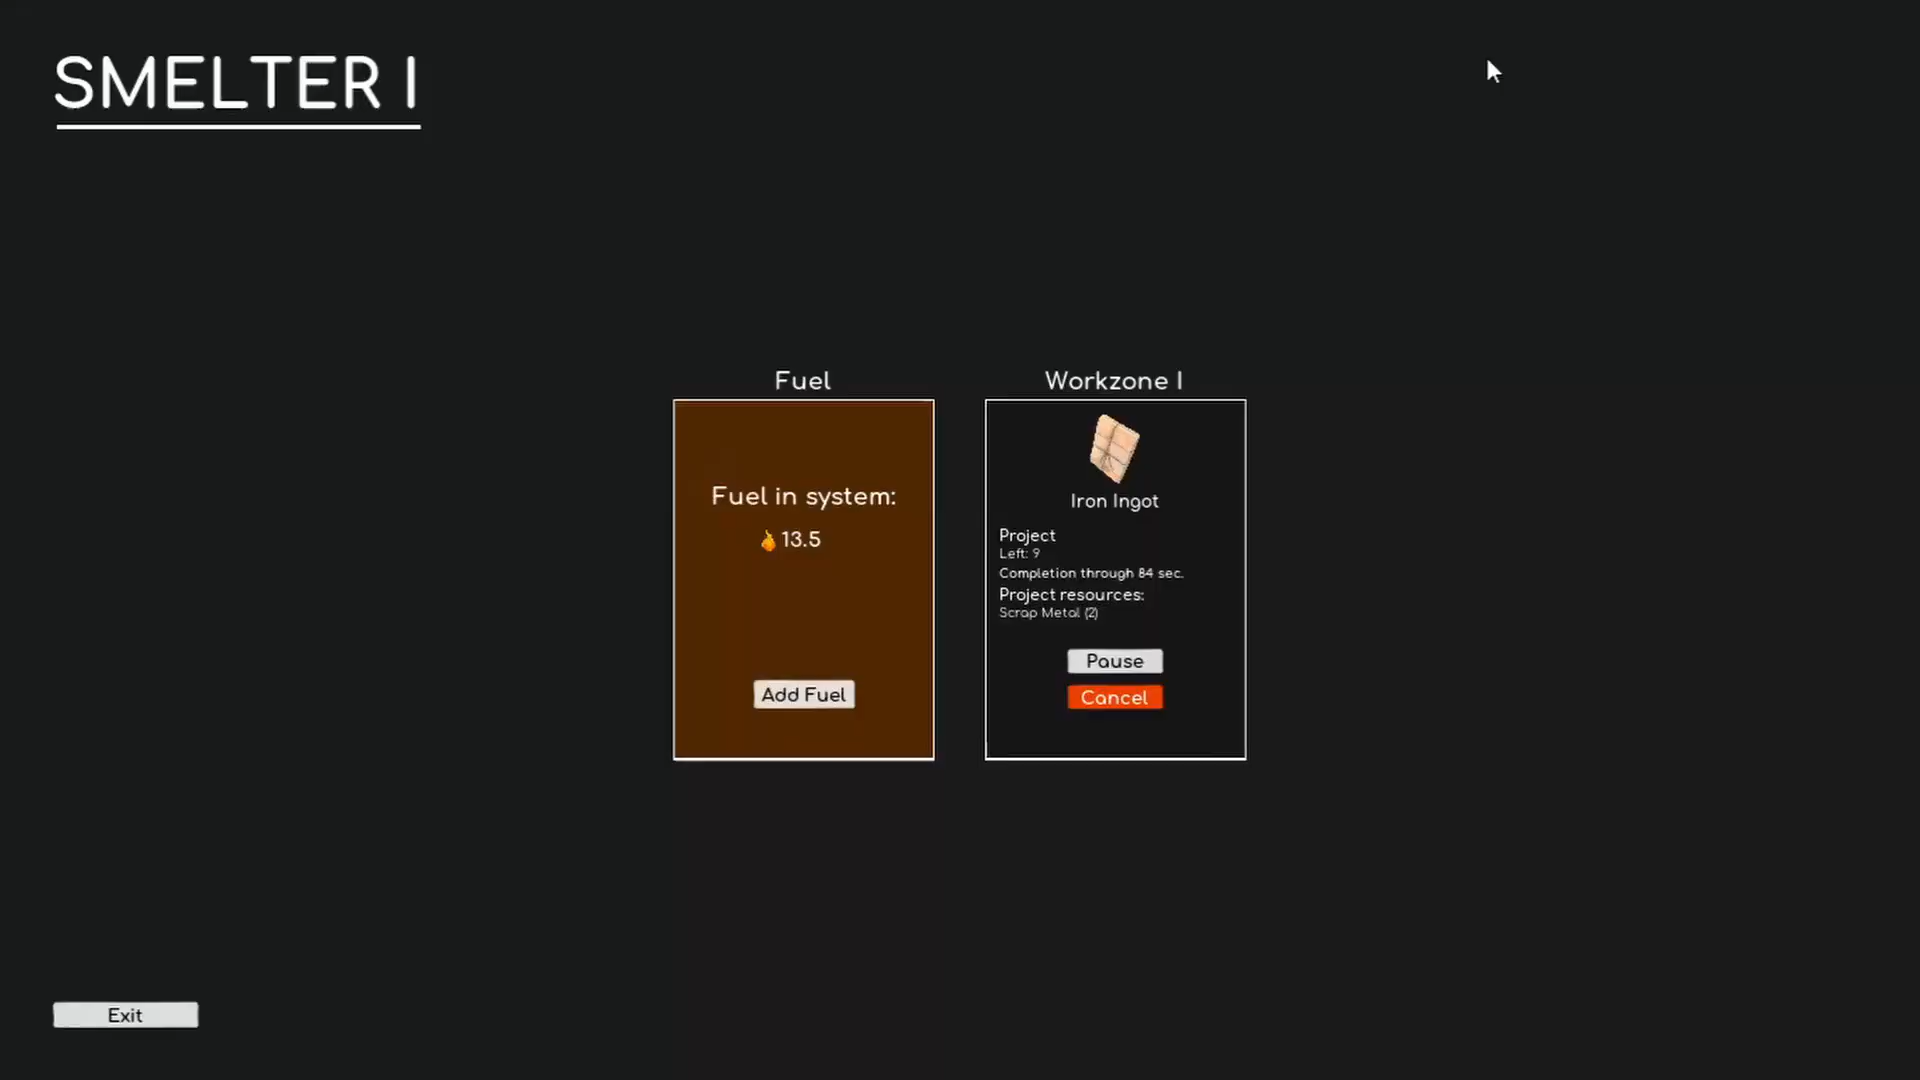 SMELTER I
Fuel
Fuel in system:
13.5
Add Fuel
Workzone I
Iron Ingot
Project
Left: 9
Completion through 84 sec.
Project resources:
Scrap Metal (2)
Pause
Cancel
Exit